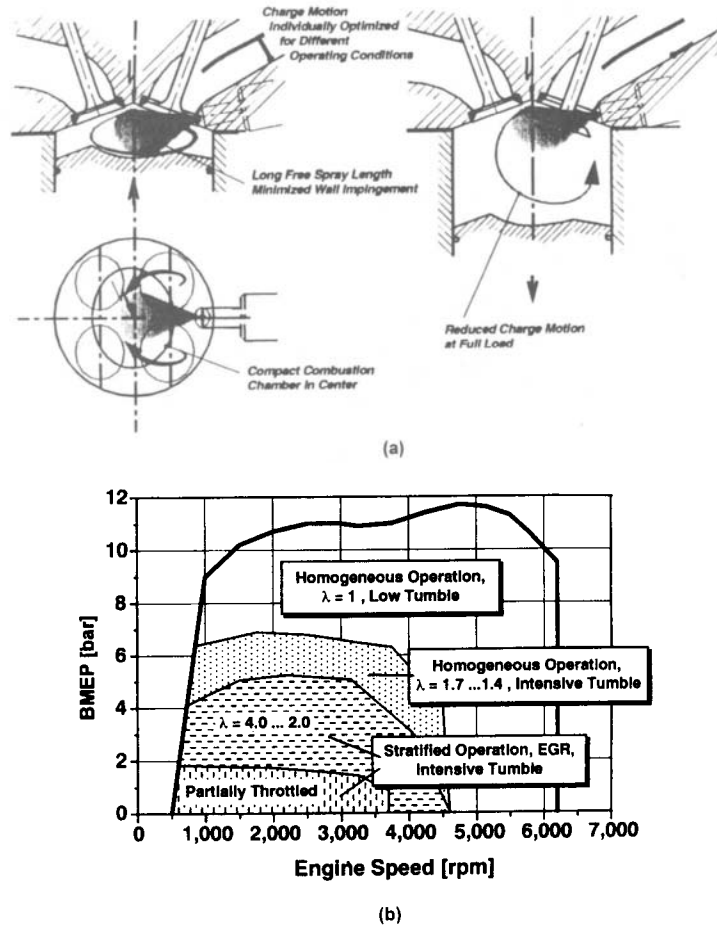 Charge Motion
Individually Optimized
for Different
Operating Conditions
Long Free Spray Length
Minimized Wall Impingement
Compact Combustion
Chamber In Center
Reduced Charge Motion
at Full Load
(a)
12
10
8
6
4
2
0
BMEP [bar]
Homogeneous Operation,
λ = 1 , Low Tumble
Homogeneous Operation,
λ = 1.7 ...1.4 , Intensive Tumble
λ = 4.0 ... 2.0
Stratified Operation, EGR,
Intensive Tumble
Partially Throttled
0 1,000 2,000 3,000 4,000 5,000 6,000 7,000
Engine Speed [rpm]
(b)